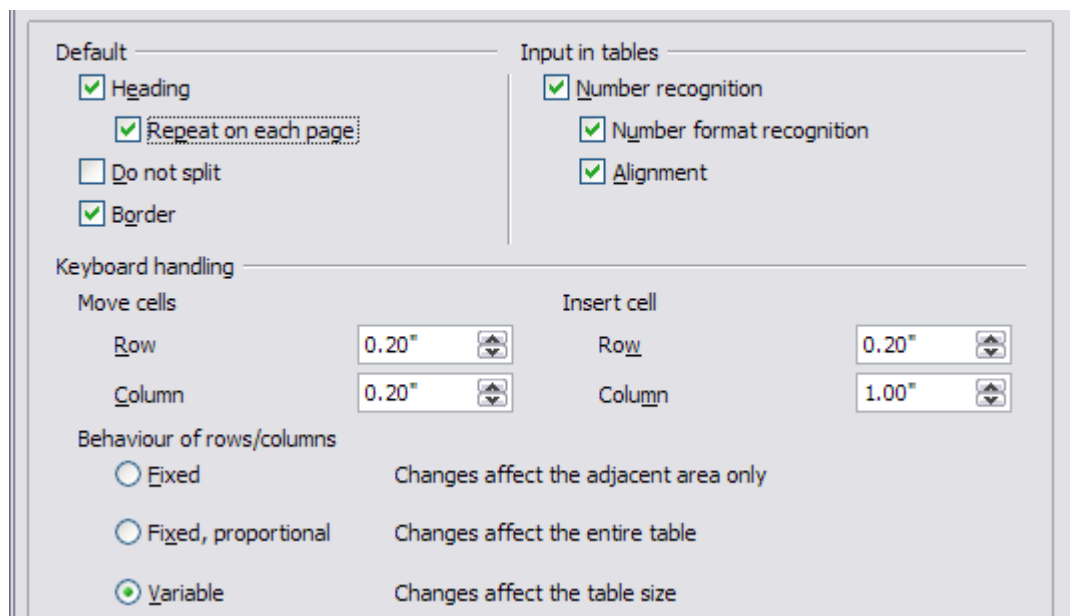 Default
Input in tables
Heading
Number recognition
Repeat on each page
Number format recognition
Do not split
Alignment
Border
Keyboard handling
Move cells
Insert cell
Row
0.20"
Row
0.20"
Column
0.20"
Column
1.00"
Behaviour of rows/columns
Fixed
Changes affect the adjacent area only
Fixed, proportional
Changes affect the entire table
Variable
Changes affect the table size